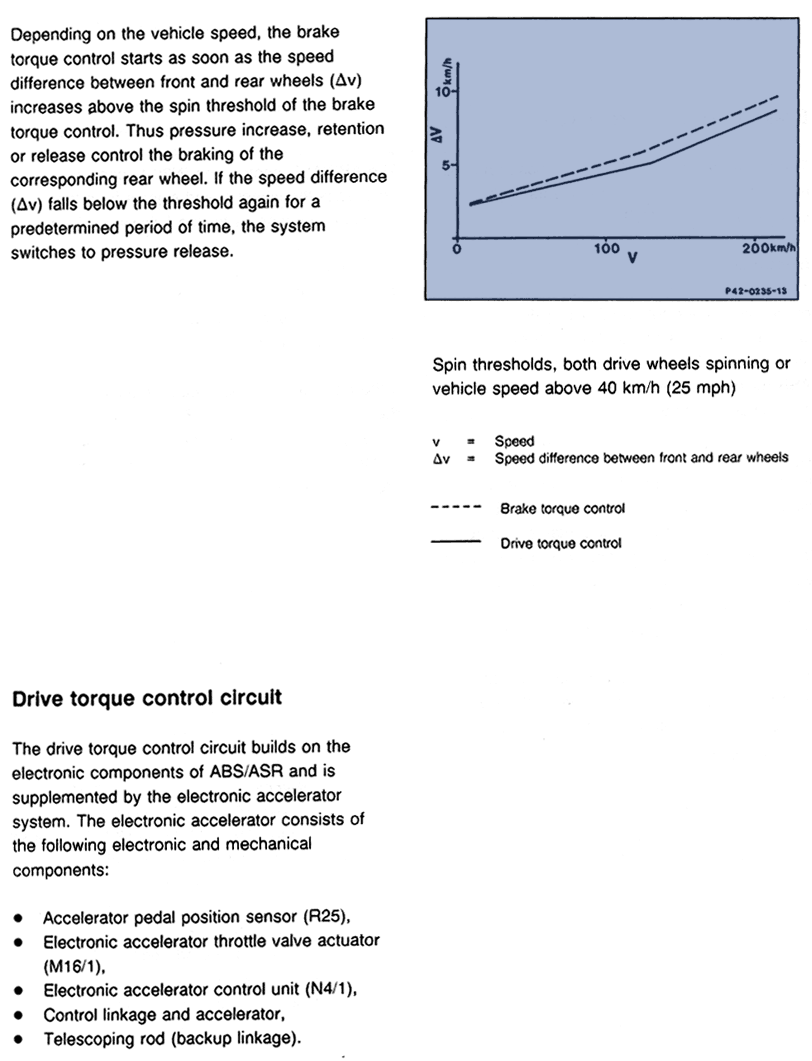 Depending on the vehicle speed, the brake
torque control starts as soon as the speed
difference between front and rear wheels (Δv)
increases above the spin threshold of the brake
torque control. Thus pressure increase, retention
or release control the braking of the
corresponding rear wheel. If the speed difference
(Δv) falls below the threshold again for a
predetermined period of time, the system
switches to pressure release.
km/h
10
ΔV
5
0
100
200km/h
V
P42-0235-13
Spin thresholds, both drive wheels spinning or
vehicle speed above 40 km/h (25 mph)
v = Speed
Δv = Speed difference between front and rear wheels
----- Brake torque control
——— Drive torque control
Drive torque control circuit
The drive torque control circuit builds on the
electronic components of ABS/ASR and is
supplemented by the electronic accelerator
system. The electronic accelerator consists of
the following electronic and mechanical
components:
● Accelerator pedal position sensor (R25),
● Electronic accelerator throttle valve actuator
(M16/1),
● Electronic accelerator control unit (N4/1),
● Control linkage and accelerator,
● Telescoping rod (backup linkage).